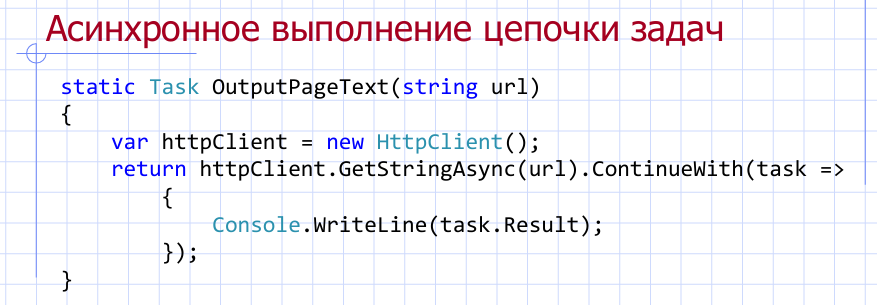 Асинхронное выполнение цепочки задач
static Task OutputPageText(string url)
{
    var httpClient = new HttpClient();
    return httpClient.GetStringAsync(url).ContinueWith(task =>
        {
            Console.WriteLine(task.Result);
        });
}